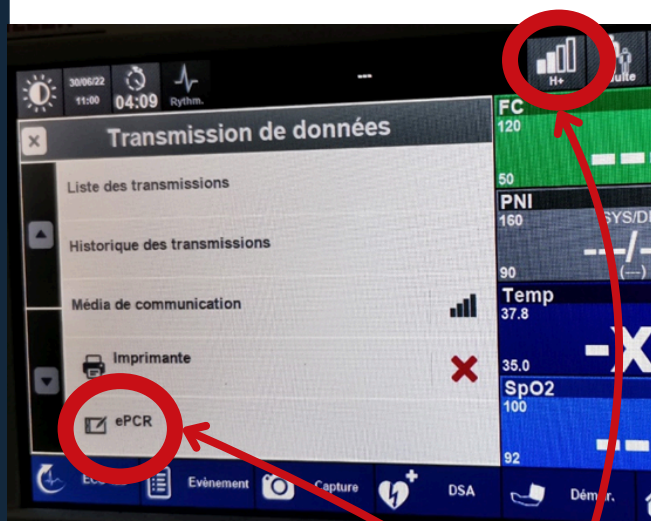 30/06/22
11:00
04:09
Rythm.
---
H+
Transmission de données
Liste des transmissions
Historique des transmissions
Média de communication
Imprimante
ePCR
FC
120
---
50
PNI
160
SYS/DI
---/-
90
(---)
Temp
37.8
-X
35.0
SpO2
100
--
92
Evènement
Capture
DSA